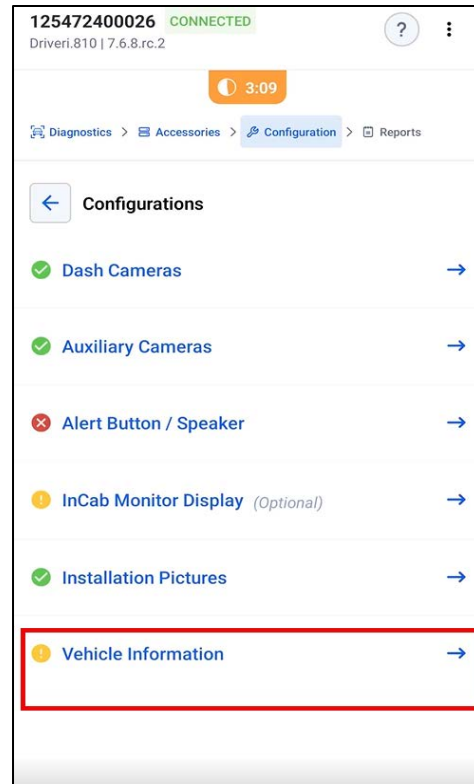 125472400026 CONNECTED
Driveri.810 | 7.6.8.rc.2
?
3:09
Diagnostics > Accessories > Configuration > Reports
Configurations
Dash Cameras
Auxiliary Cameras
Alert Button / Speaker
InCab Monitor Display (Optional)
Installation Pictures
Vehicle Information